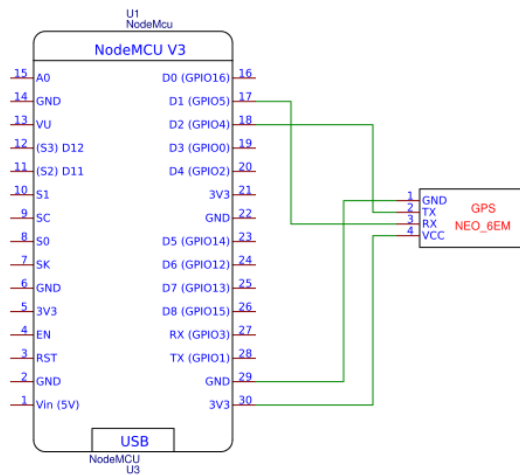 U1
NodeMcu
NodeMCU V3
15 A0 D0 (GPIO16) 16
14 GND D1 (GPIO5) 17
13 VU D2 (GPIO4) 18
12 (S3) D12 D3 (GPIO0) 19
11 (S2) D11 D4 (GPIO2) 20
10 S1 3V3 21
9 SC GND 22
8 S0 D5 (GPIO14) 23
7 SK D6 (GPIO12) 24
6 GND D7 (GPIO13) 25
5 3V3 D8 (GPIO15) 26
4 EN RX (GPIO3) 27
3 RST TX (GPIO1) 28
2 GND GND 29
1 Vin (5V) 3V3 30
USB
NodeMCU
U3
1 GND
2 TX
3 RX
4 VCC
GPS
NEO_6EM